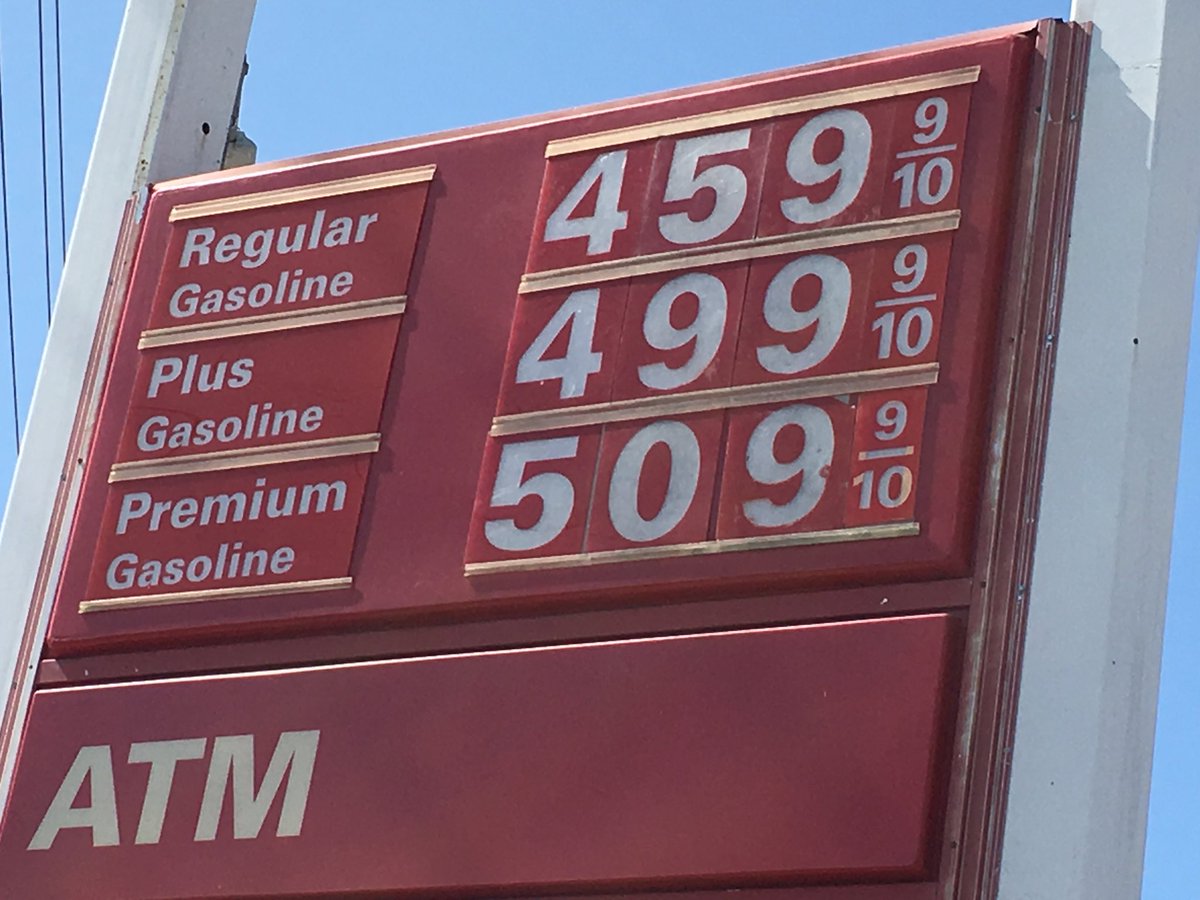 Regular 459 9/10
Gasoline
Plus 499 9/10
Gasoline
Premium 509 9/10
Gasoline
ATM